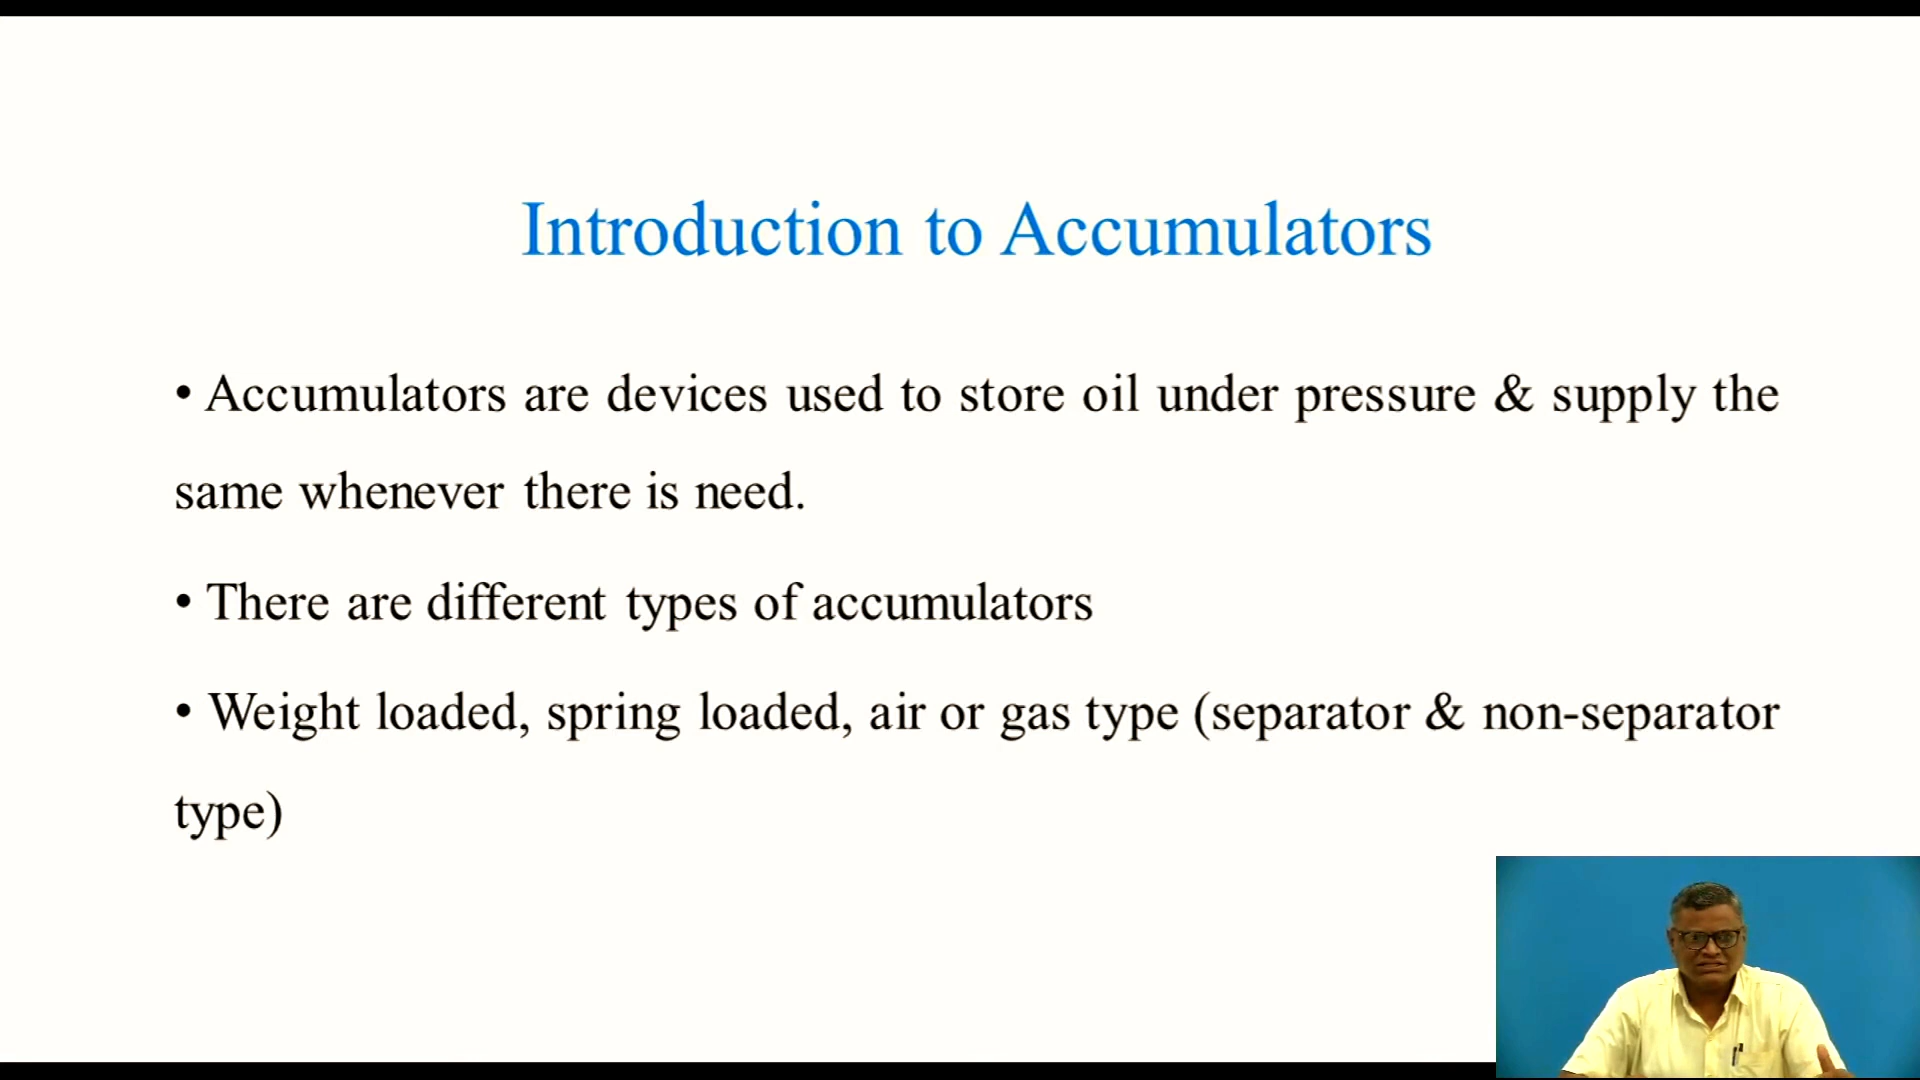 Introduction to Accumulators
• Accumulators are devices used to store oil under pressure & supply the
same whenever there is need.
• There are different types of accumulators
• Weight loaded, spring loaded, air or gas type (separator & non-separator
type)